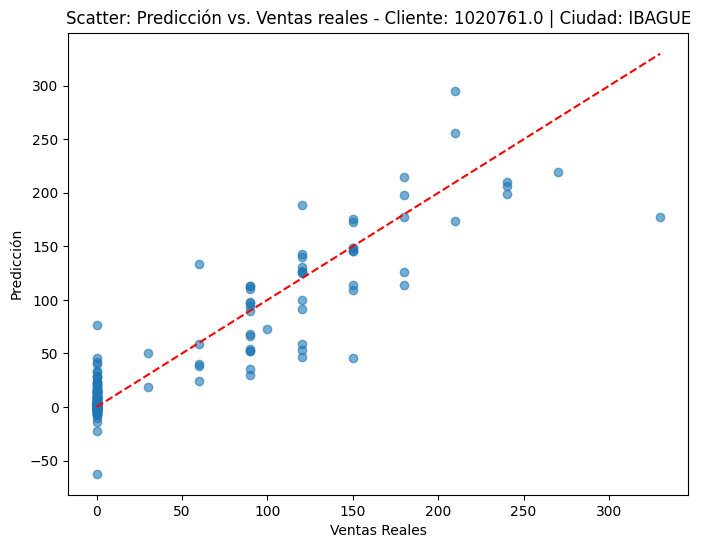 Scatter: Predicción vs. Ventas reales - Cliente: 1020761.0 | Ciudad: IBAGUE
300
250
200
150
100
50
0
−50
Predicción
0 50 100 150 200 250 300
Ventas Reales